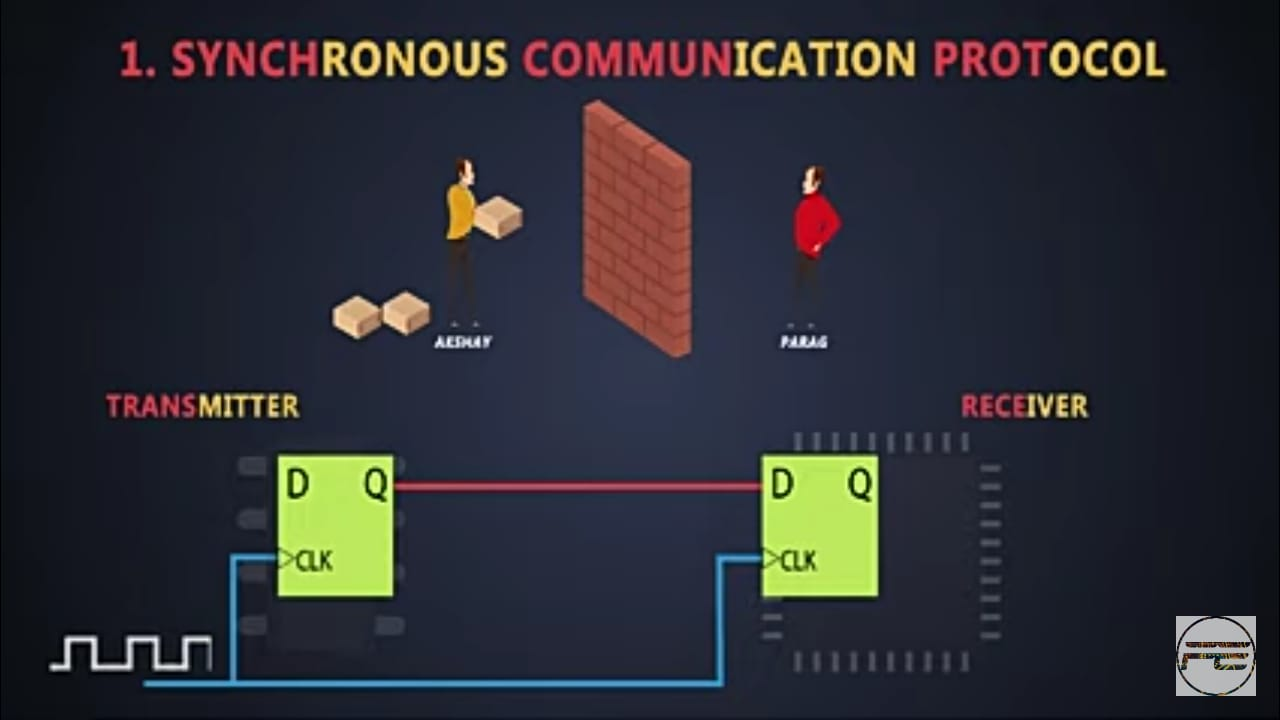 1. SYNCHRONOUS COMMUNICATION PROTOCOL
AKSHAY
PARAG
TRANSMITTER
RECEIVER
D Q
D Q
CLK
CLK